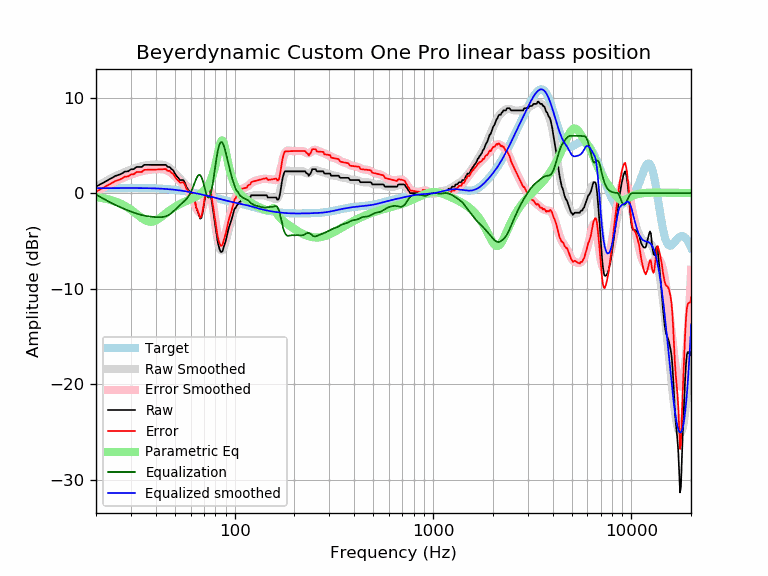 Beyerdynamic Custom One Pro linear bass position
10
0
−10
−20
−30
Amplitude (dBr)
Target
Raw Smoothed
Error Smoothed
Raw
Error
Parametric Eq
Equalization
Equalized smoothed
100
1000
10000
Frequency (Hz)